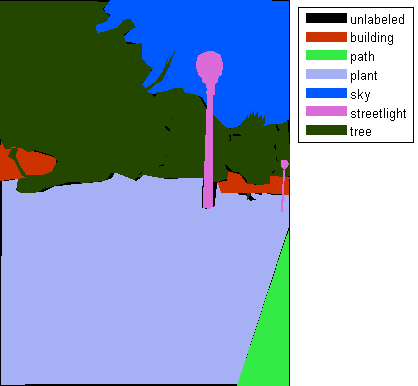 unlabeled
building
path
plant
sky
streetlight
tree